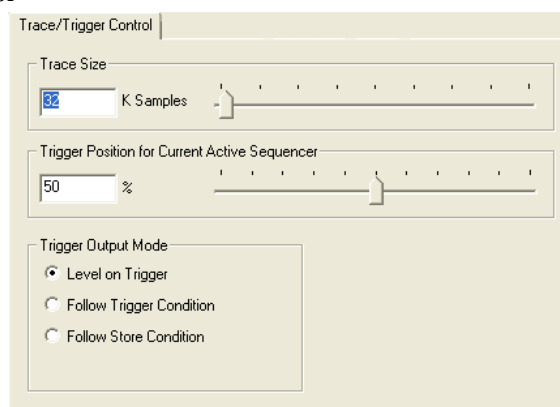 Trace/Trigger Control
Trace Size
32 K Samples
Trigger Position for Current Active Sequencer
50 %
Trigger Output Mode
Level on Trigger
Follow Trigger Condition
Follow Store Condition